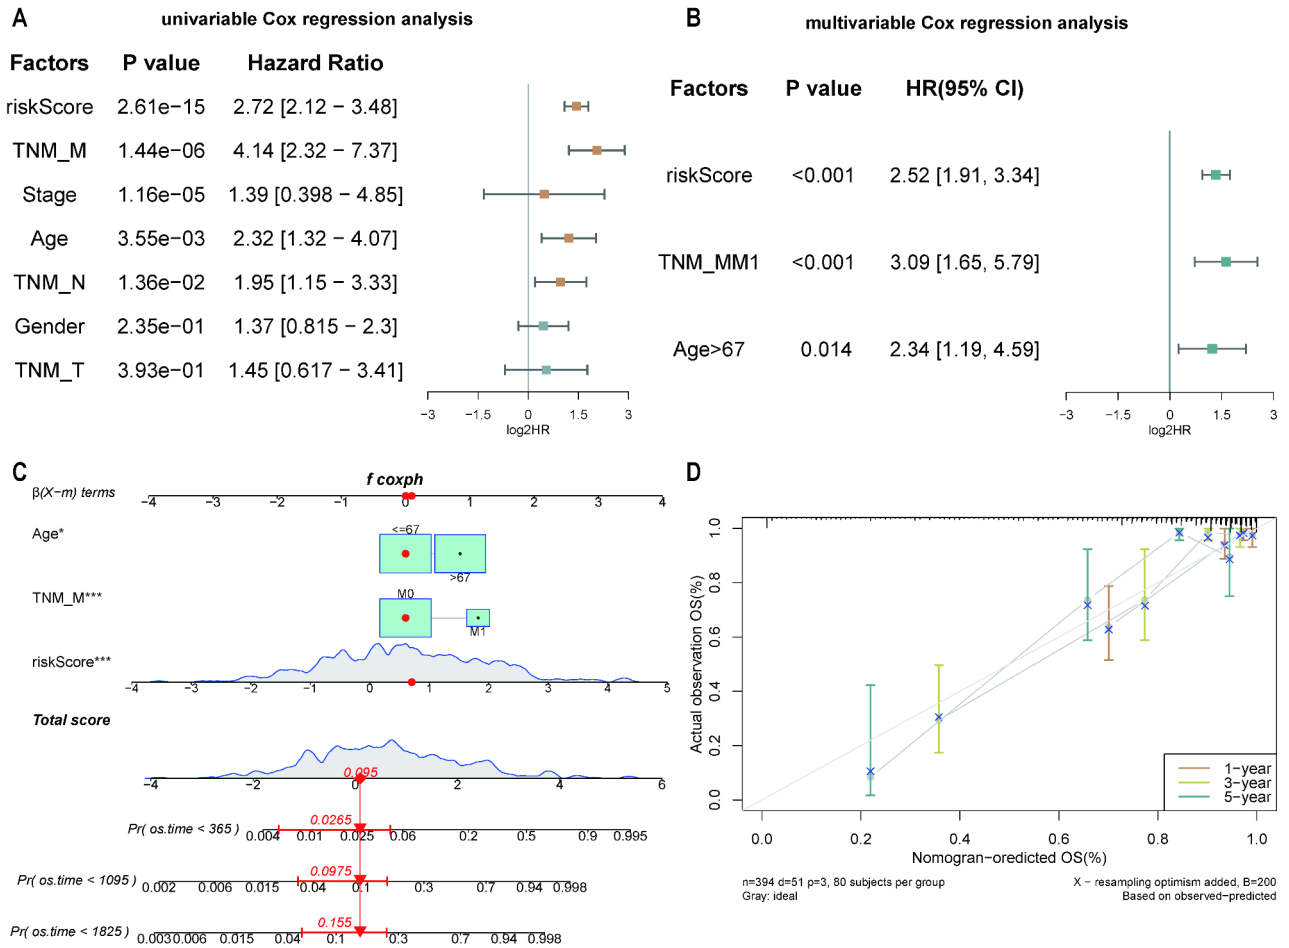 A
univariable Cox regression analysis
Factors P value Hazard Ratio
riskScore 2.61e−15 2.72 [2.12 − 3.48]
TNM_M 1.44e−06 4.14 [2.32 − 7.37]
Stage 1.16e−05 1.39 [0.398 − 4.85]
Age 3.55e−03 2.32 [1.32 − 4.07]
TNM_N 1.36e−02 1.95 [1.15 − 3.33]
Gender 2.35e−01 1.37 [0.815 − 2.3]
TNM_T 3.93e−01 1.45 [0.617 − 3.41]
−3 −1.5 0 1.5 3
log2HR
B
multivariable Cox regression analysis
Factors P value HR(95% CI)
riskScore <0.001 2.52 [1.91, 3.34]
TNM_MM1 <0.001 3.09 [1.65, 5.79]
Age>67 0.014 2.34 [1.19, 4.59]
−3 −1.5 0 1.5 3
log2HR
C
f coxph
β(X−m) terms
−4 −3 −2 −1 0 1 2 3 4
Age*
<=67
>67
TNM_M***
M0
M1
riskScore***
−4 −3 −2 −1 0 1 2 3 4 5
Total score
0.095
−4 −2 0 2 4 6
Pr( os.time < 365 )
0.0265
0.004 0.01 0.025 0.06 0.2 0.5 0.9 0.995
Pr( os.time < 1095 )
0.0975
0.002 0.006 0.015 0.04 0.1 0.3 0.7 0.94 0.998
Pr( os.time < 1825 )
0.155
0.003 0.006 0.015 0.04 0.1 0.3 0.7 0.94 0.998
D
Actual observation OS(%)
1.0
0.8
0.6
0.4
0.2
0.0
1−year
3−year
5−year
0.0 0.2 0.4 0.6 0.8 1.0
Nomogran−oredicted OS(%)
n=394 d=51 p=3, 80 subjects per group
Gray: ideal
X − resampling optimism added, B=200
Based on observed−predicted